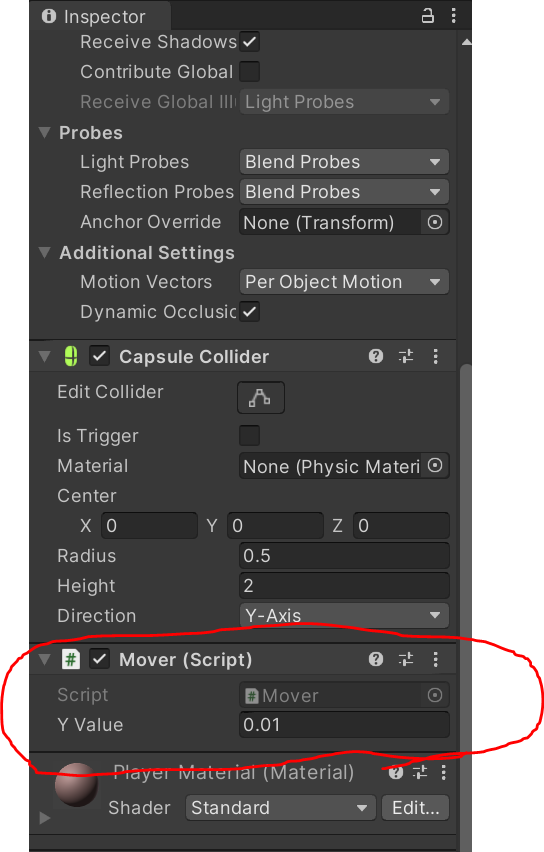 Inspector
Receive Shadows
Contribute Global
Receive Global Illu Light Probes
Probes
Light Probes Blend Probes
Reflection Probes Blend Probes
Anchor Override None (Transform)
Additional Settings
Motion Vectors Per Object Motion
Dynamic Occlusic
Capsule Collider
Edit Collider
Is Trigger
Material None (Physic Materi
Center
X 0 Y 0 Z 0
Radius 0.5
Height 2
Direction Y-Axis
# Mover (Script)
Script # Mover
Y Value 0.01
Player Material (Material)
Shader Standard Edit...